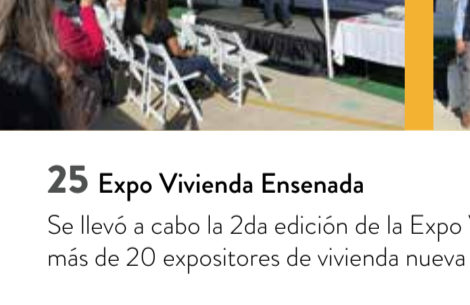 25 Expo Vivienda Ensenada
Se llevó a cabo la 2da edición de la Expo
más de 20 expositores de vivienda nueva